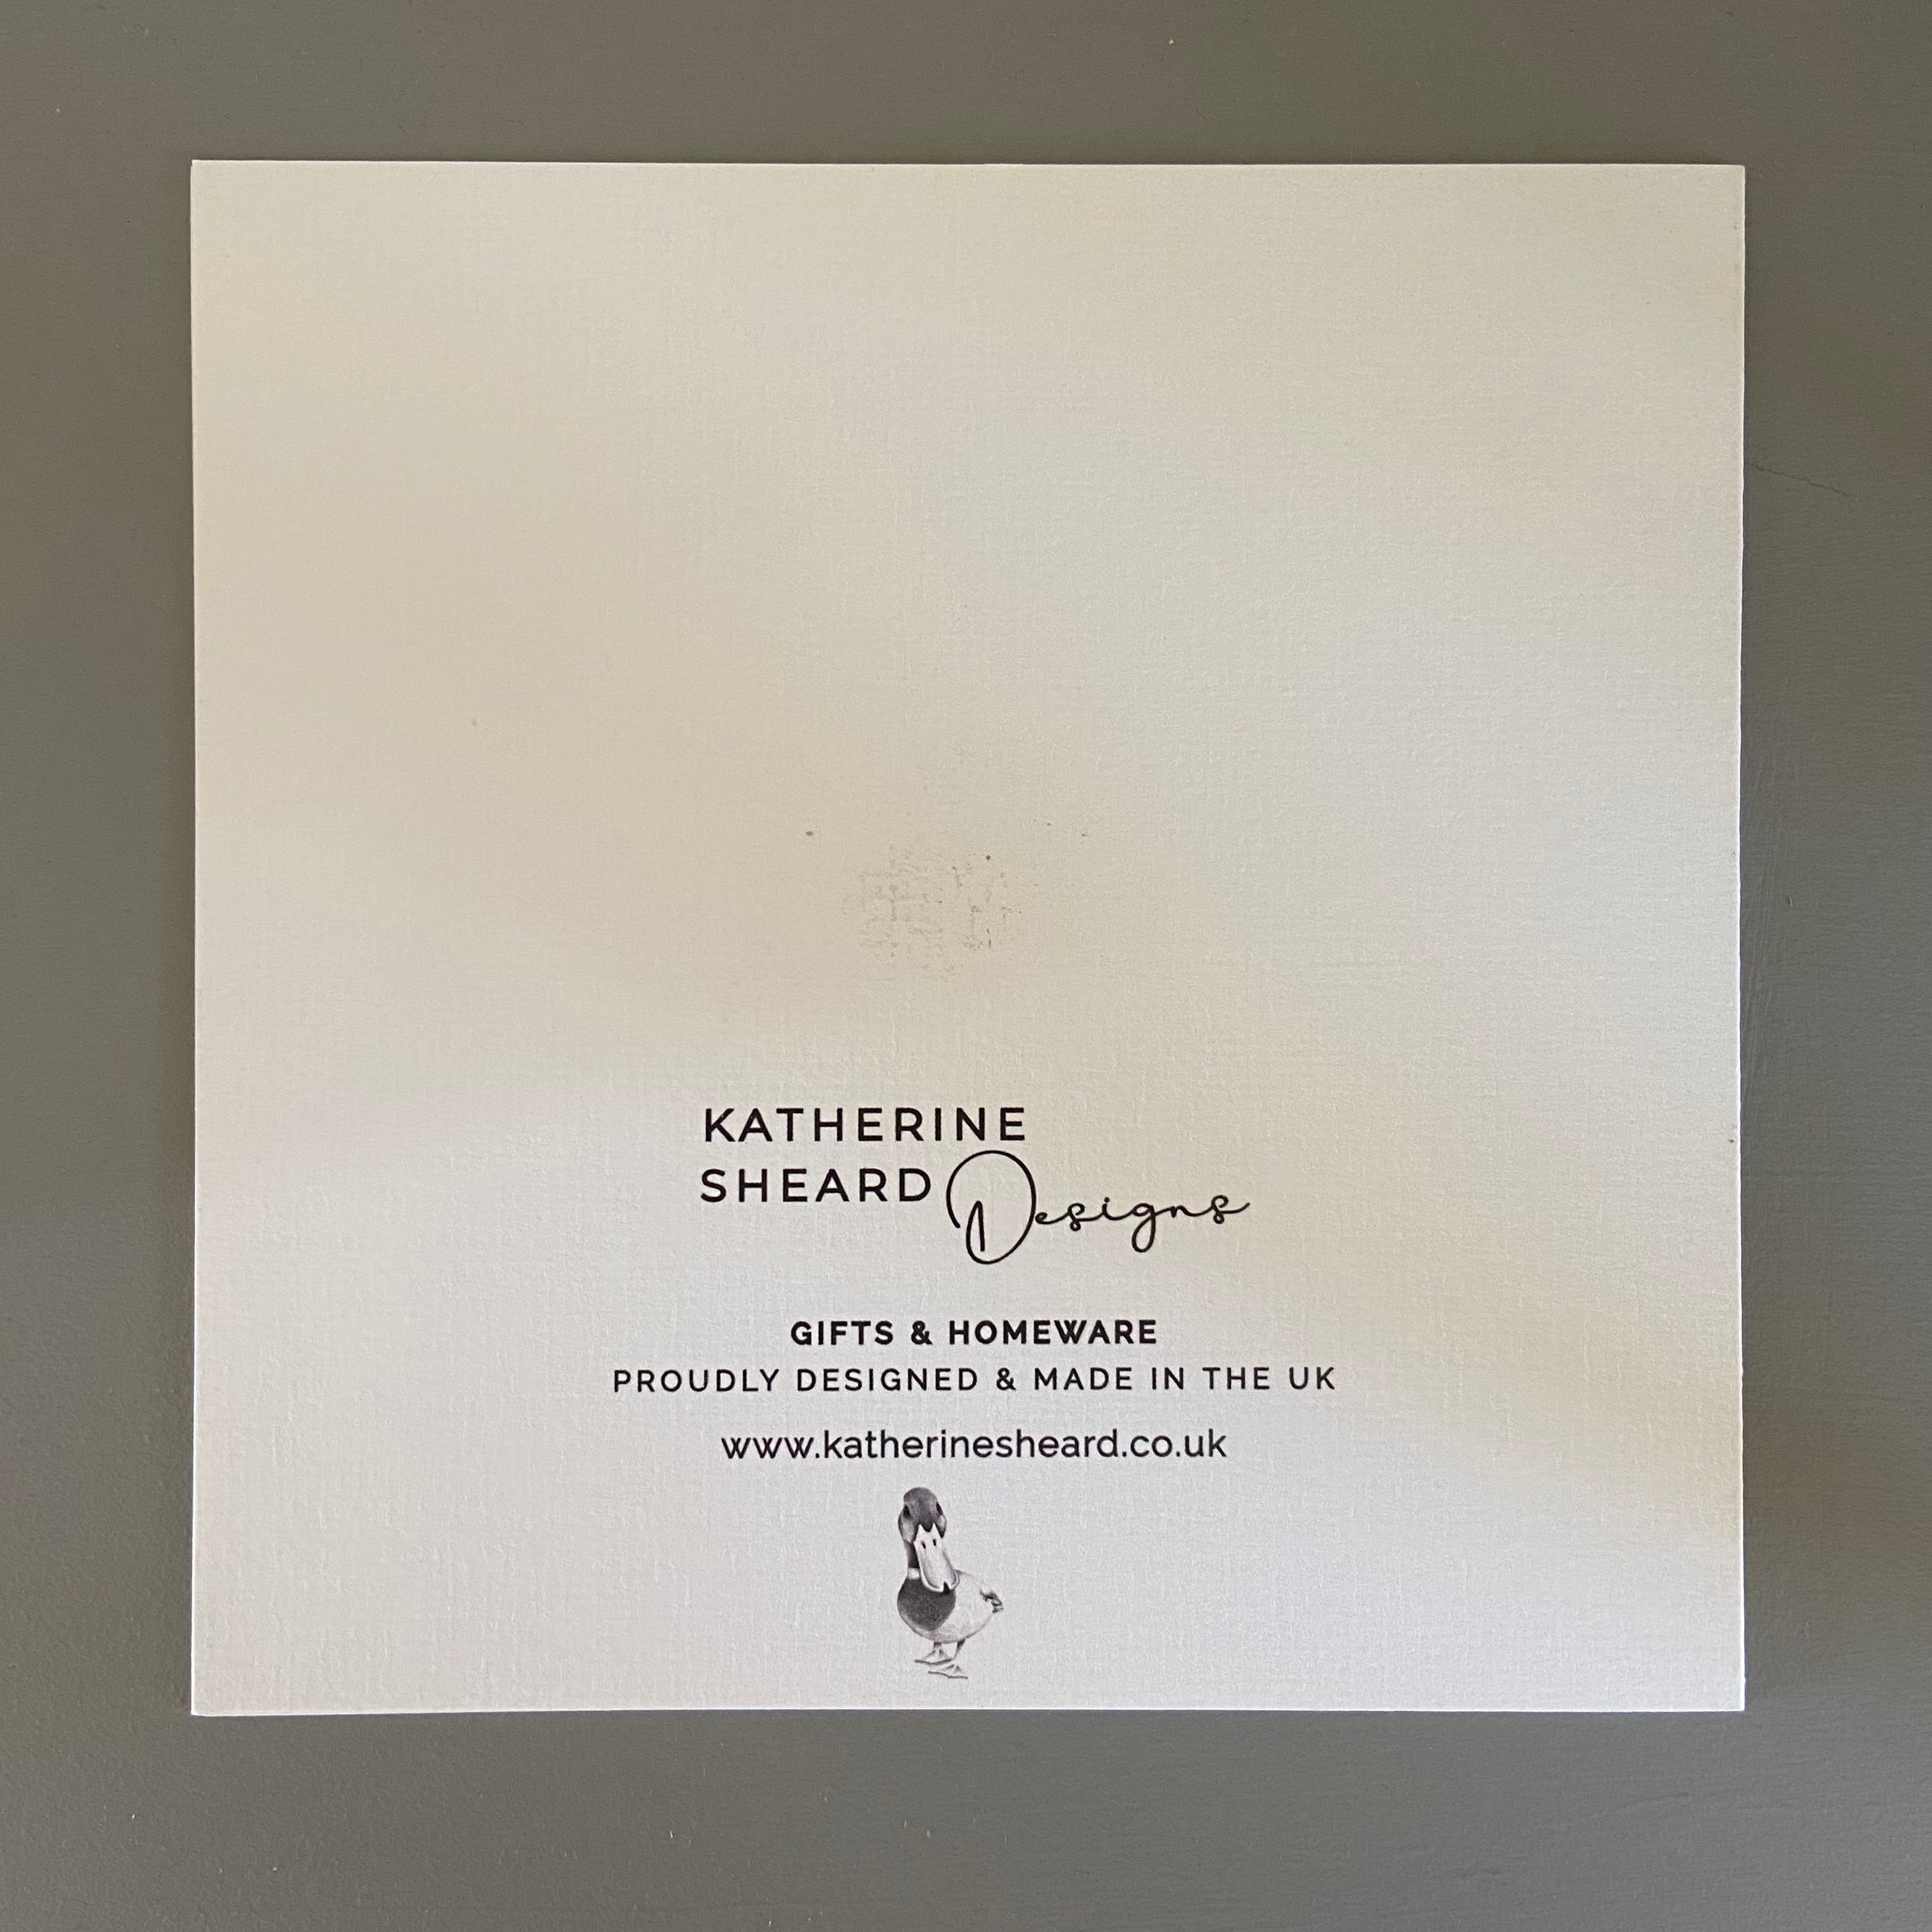 KATHERINE
SHEARD Designs
GIFTS & HOMEWARE
PROUDLY DESIGNED & MADE IN THE UK
www.katherinesheard.co.uk